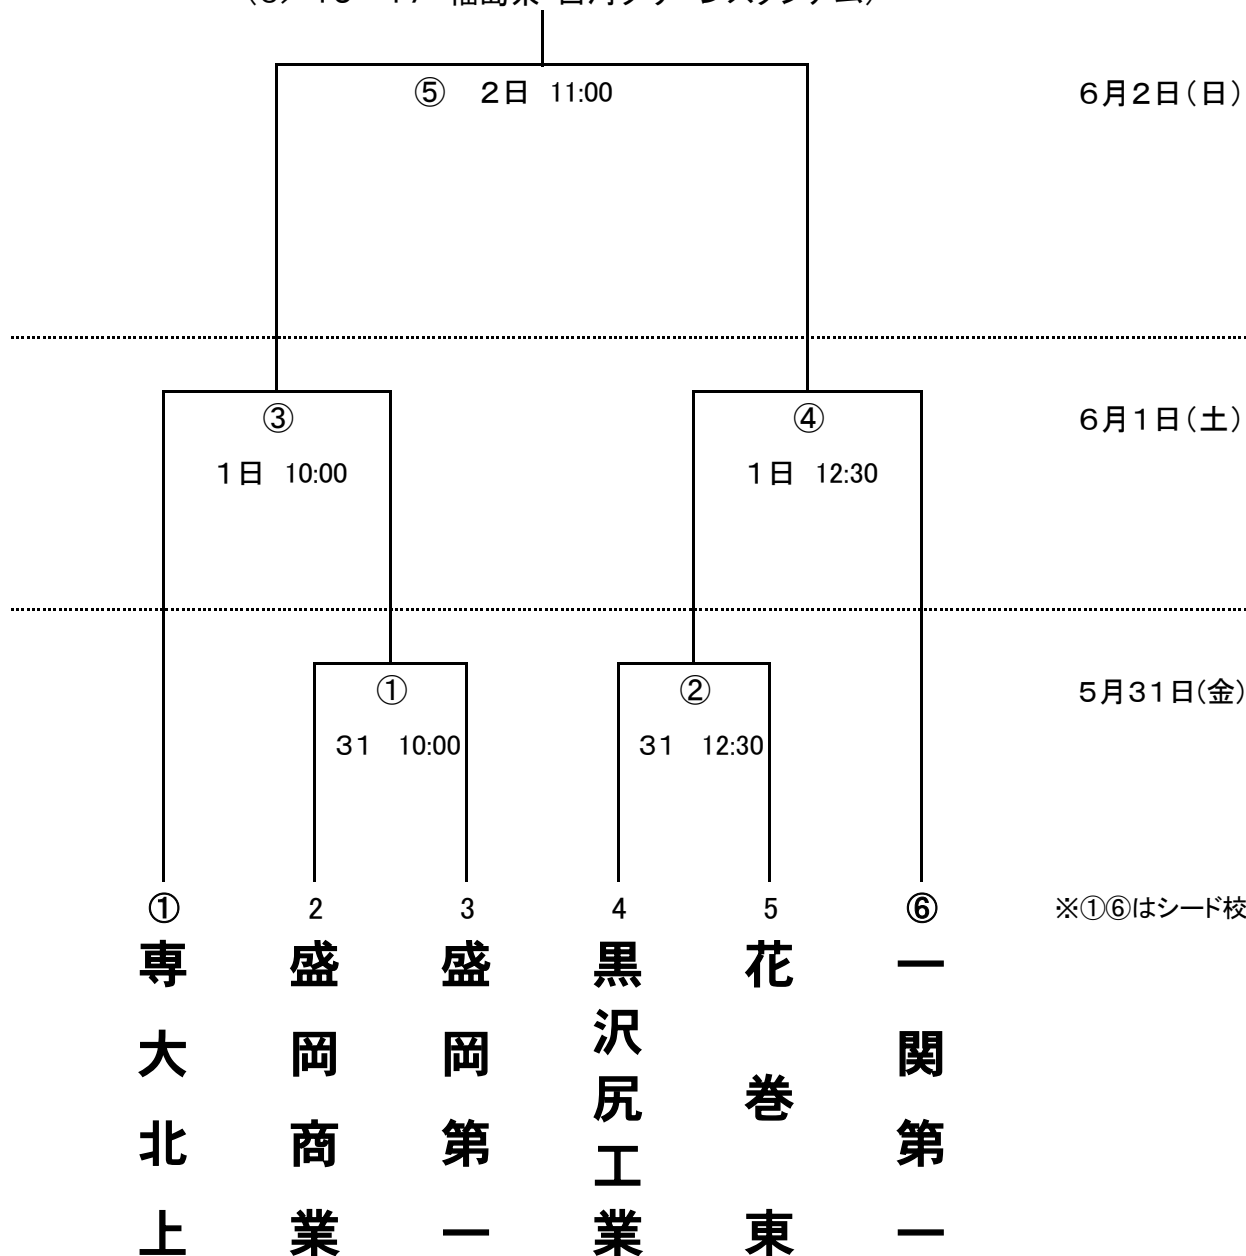 ⑤ 2日 11:00
6月2日(日)
③
1日 10:00
④
1日 12:30
6月1日(土)
①
31 10:00
②
31 12:30
5月31日(金)
① 2 3 4 5 ⑥
※①⑥はシード校
専大北上
盛岡商業
盛岡第一
黒沢尻工業
花巻東
一関第一